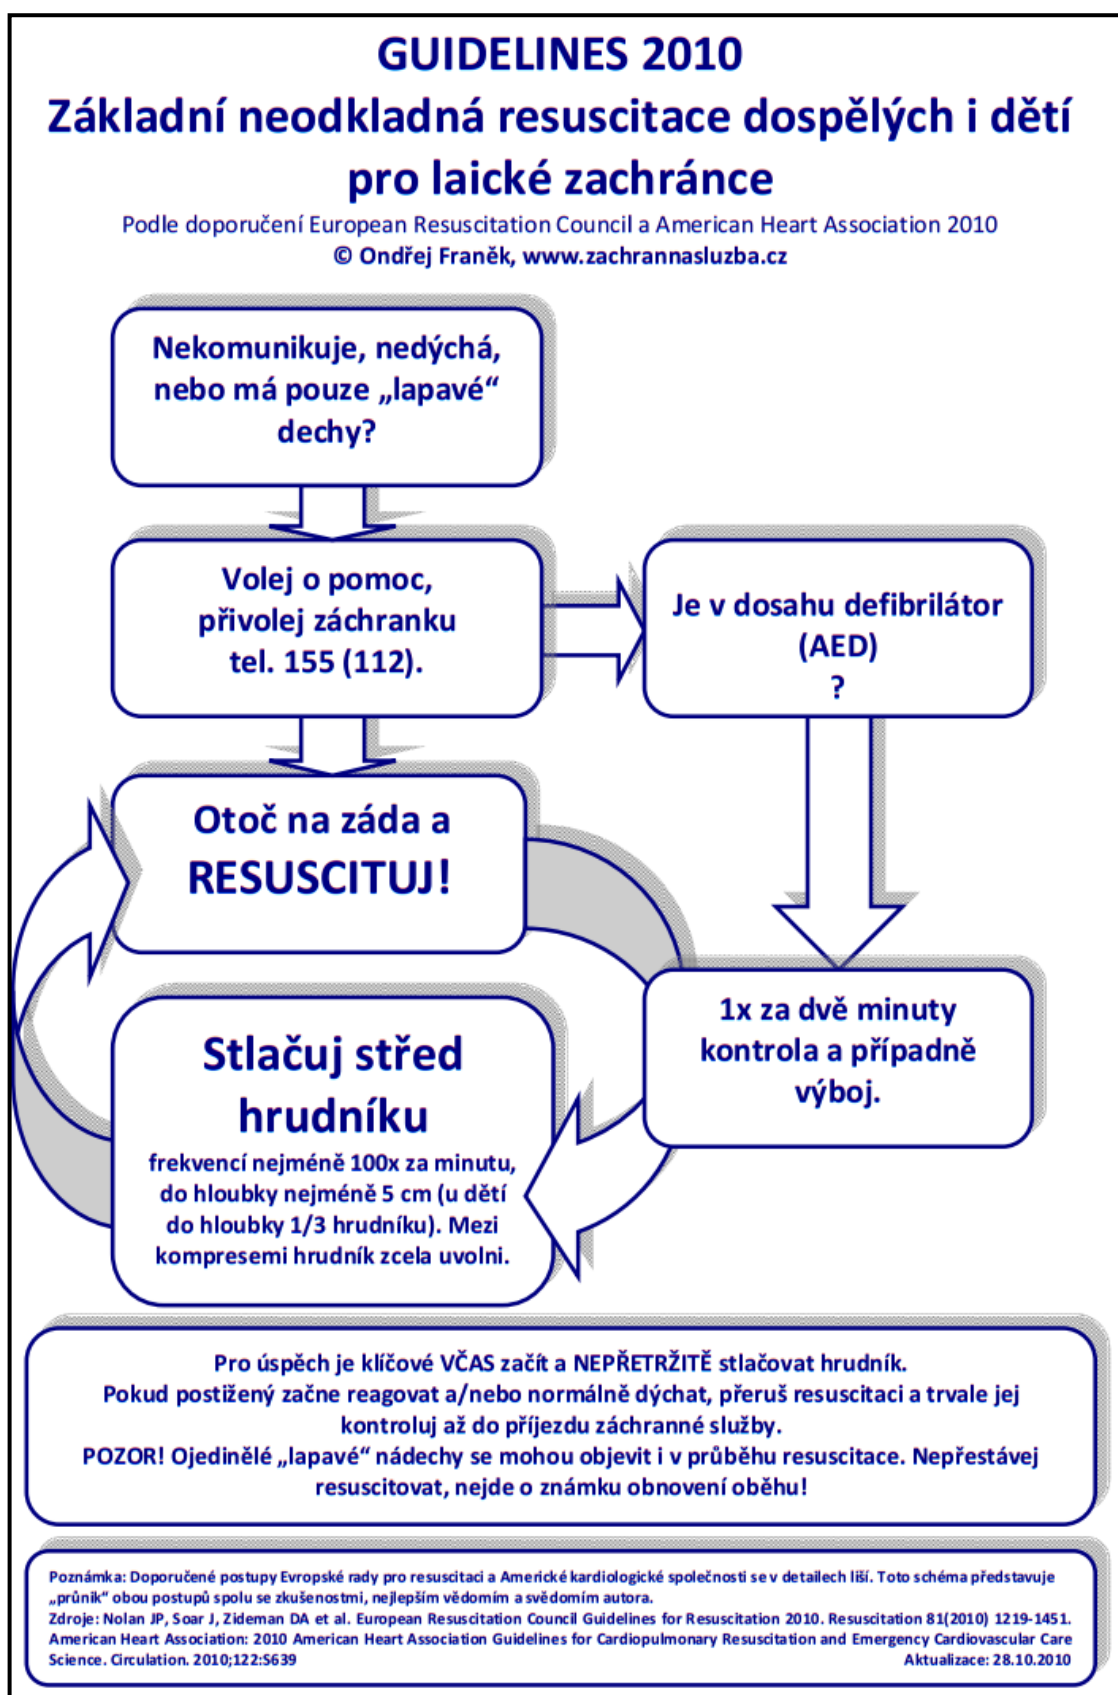 GUIDELINES 2010
Základní neodkladná resuscitace dospělých i dětí
pro laické zachránce
Podle doporučení European Resuscitation Council a American Heart Association 2010
© Ondřej Franěk, www.zachrannasluzba.cz
Nekomunikuje, nedýchá,
nebo má pouze „lapavé“
dechy?
Volej o pomoc,
přivolej záchranku
tel. 155 (112).
Je v dosahu defibrilátor
(AED)
?
Otoč na záda a
RESUSCITUJ!
1x za dvě minuty
kontrola a případně
výboj.
Stlačuj střed
hrudníku
frekvencí nejméně 100x za minutu,
do hloubky nejméně 5 cm (u dětí
do hloubky 1/3 hrudníku). Mezi
kompresemi hrudník zcela uvolni.
Pro úspěch je klíčové VČAS začít a NEPŘETRŽITĚ stlačovat hrudník.
Pokud postižený začne reagovat a/nebo normálně dýchat, přeruš resuscitaci a trvale jej
kontroluj až do příjezdu záchranné služby.
POZOR! Ojedinělé „lapavé“ nádechy se mohou objevit i v průběhu resuscitace. Nepřestávej
resuscitovat, nejde o známku obnovení oběhu!
Poznámka: Doporučené postupy Evropské rady pro resuscitaci a Americké kardiologické společnosti se v detailech liší. Toto schéma představuje
„průnik“ obou postupů spolu se zkušenostmi, nejlepším vědomím a svědomím autora.
Zdroje: Nolan JP, Soar J, Zideman DA et al. European Resuscitation Council Guidelines for Resuscitation 2010. Resuscitation 81(2010) 1219-1451.
American Heart Association: 2010 American Heart Association Guidelines for Cardiopulmonary Resuscitation and Emergency Cardiovascular Care
Science. Circulation. 2010;122:S639 Aktualizace: 28.10.2010